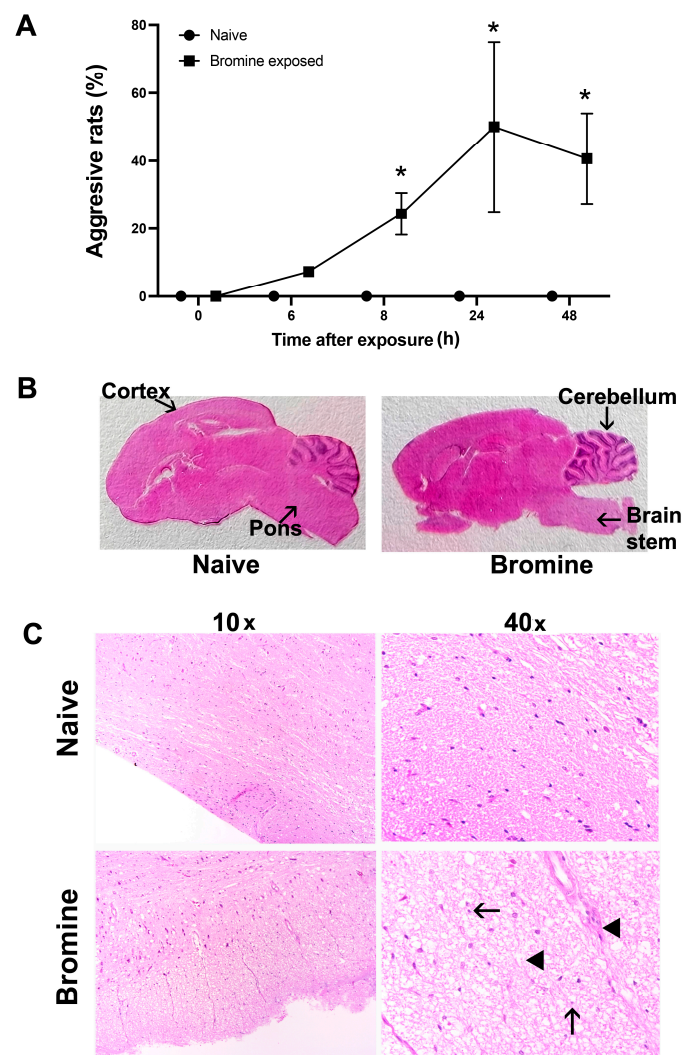 A
80
Naive
Bromine exposed
60
40
20
0
Aggresive rats (%)
*
*
*
0 6 8 24 48
Time after exposure (h)
B
Cortex
Pons
Naive
Cerebellum
Brain
stem
Bromine
C
10x
40x
Naive
Bromine